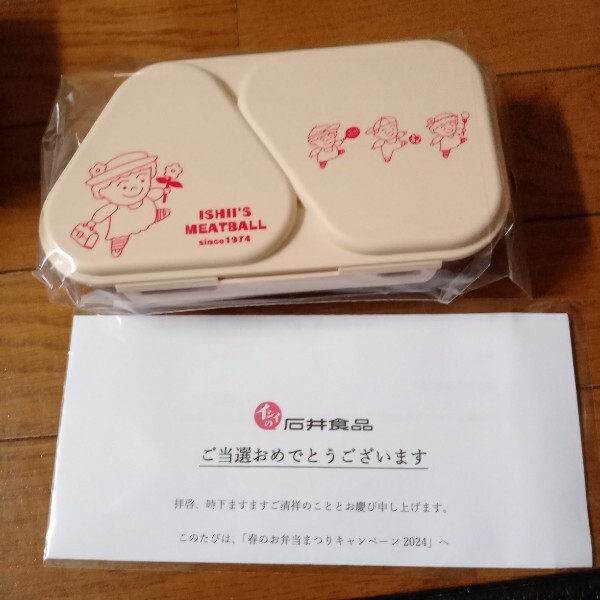 ISHII'S
MEATBALL
since1974
イシイの
石井食品
ご当選おめでとうございます
拝啓、時下ますますご清祥のこととお慶び申し上げます。
このたびは、「春のお弁当まつりキャンペーン 2024」へ